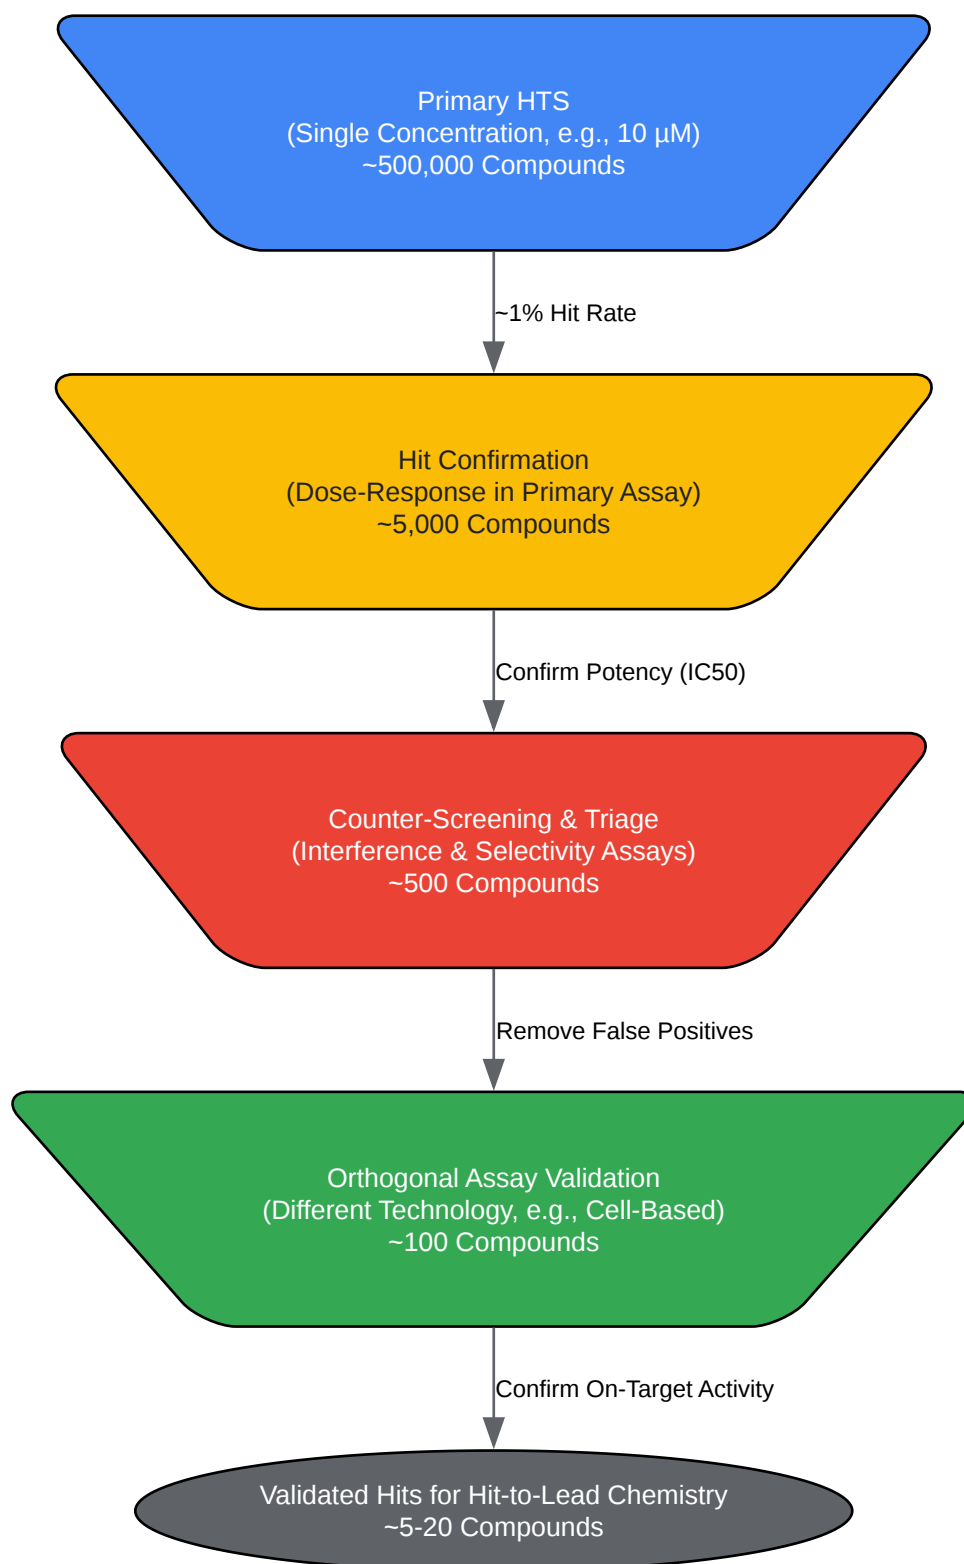 Primary HTS
(Single Concentration, e.g., 10 µM)
~500,000 Compounds
~1% Hit Rate
Hit Confirmation
(Dose-Response in Primary Assay)
~5,000 Compounds
Confirm Potency (IC50)
Counter-Screening & Triage
(Interference & Selectivity Assays)
~500 Compounds
Remove False Positives
Orthogonal Assay Validation
(Different Technology, e.g., Cell-Based)
~100 Compounds
Confirm On-Target Activity
Validated Hits for Hit-to-Lead Chemistry
~5-20 Compounds